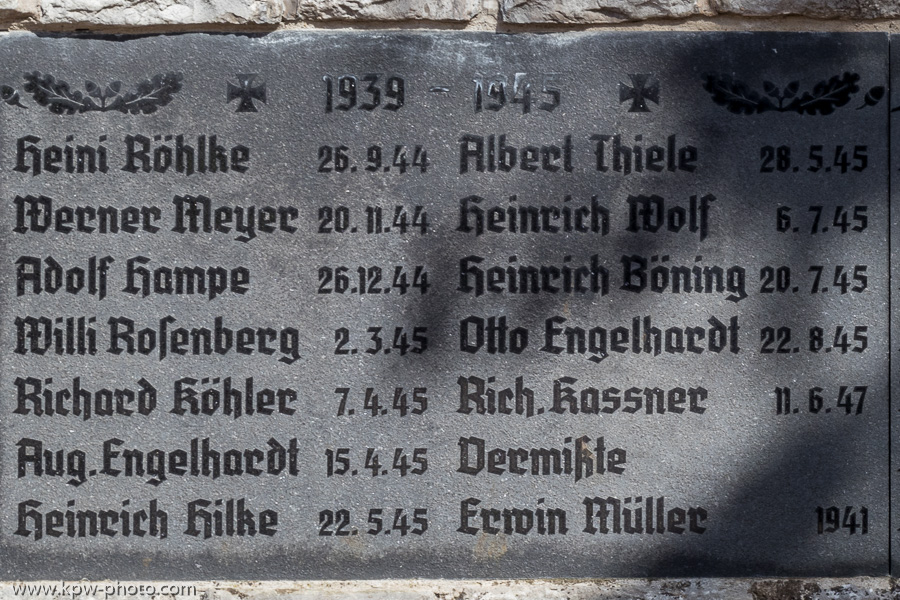 1939 - 1945
Heini Röhlke 26.9.44
Werner Meyer 20.11.44
Adolf Hampe 26.12.44
Willi Roſenberg 2.3.45
Richard Köhler 7.4.45
Aug. Engelhardt 15.4.45
Heinrich Hilke 22.5.45
Albert Thiele 28.5.45
Heinrich Wolf 6.7.45
Heinrich Böning 20.7.45
Otto Engelhardt 22.8.45
Rich. Kassner 11.6.47
Vermißte
Erwin Müller 1941
www.kpw-photo.com